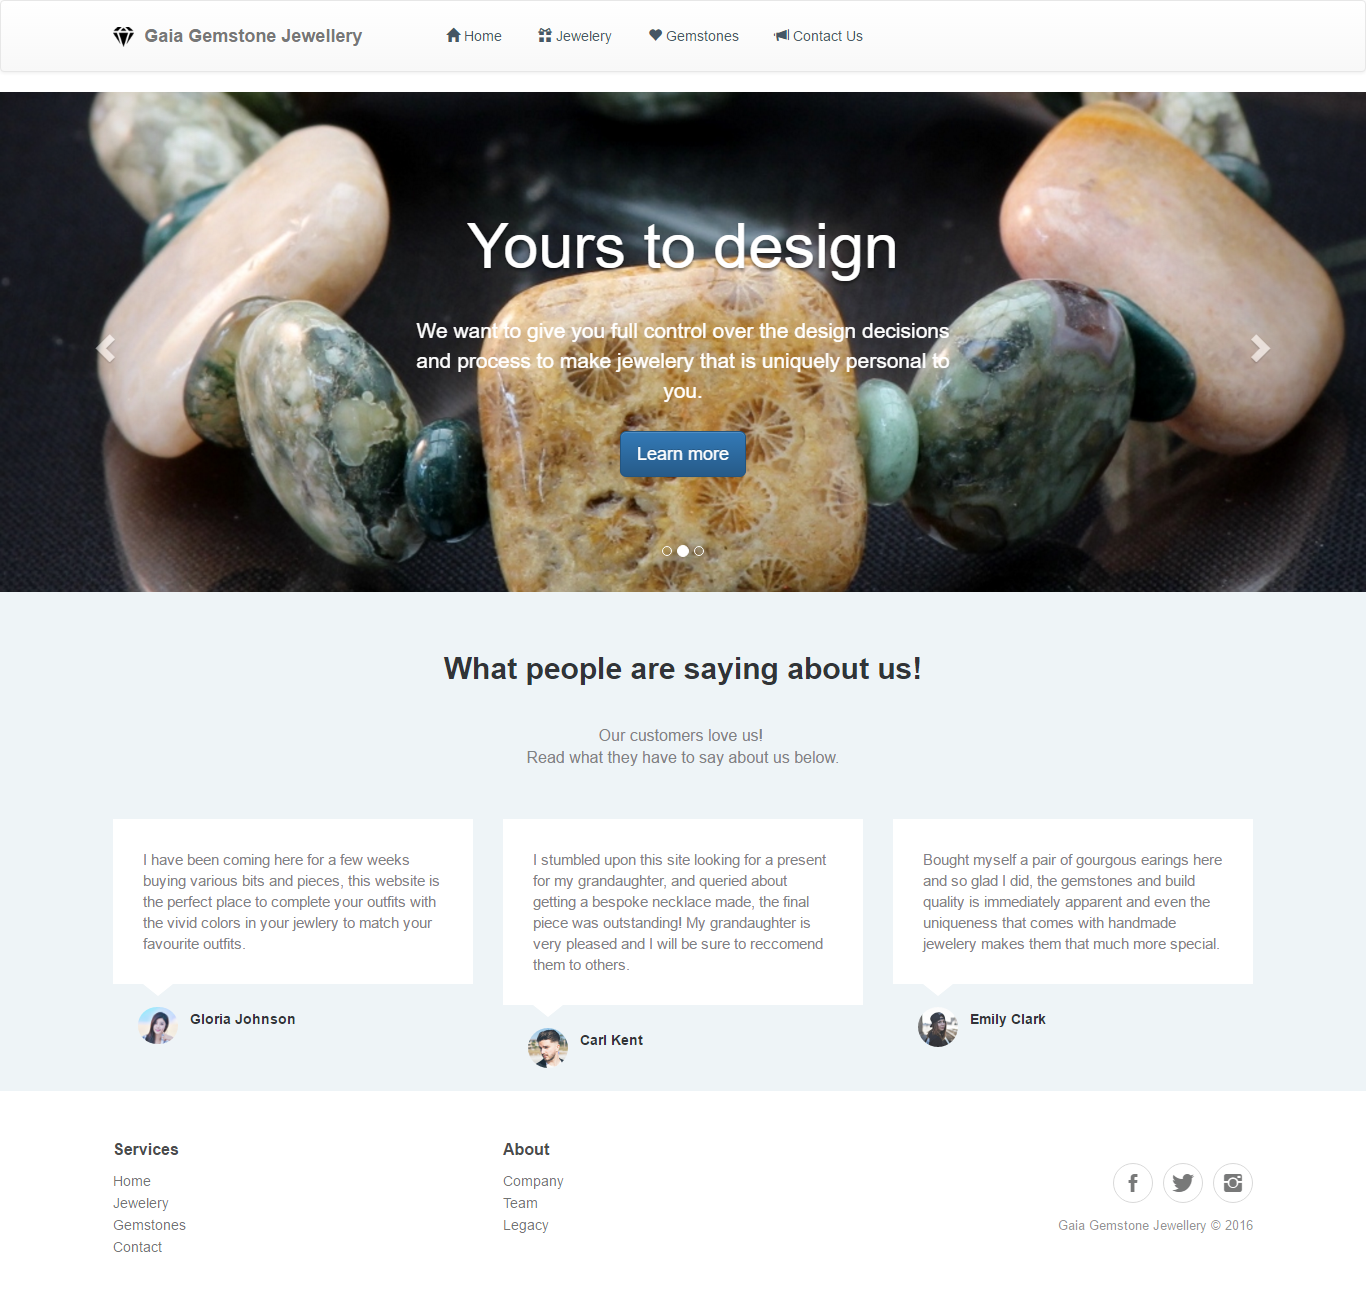 Gaia Gemstone Jewellery
Home
Jewelery
Gemstones
Contact Us
Yours to design
We want to give you full control over the design decisions
and process to make jewelery that is uniquely personal to
you.
Learn more
What people are saying about us!
Our customers love us!
Read what they have to say about us below.
I have been coming here for a few weeks
buying various bits and pieces, this website is
the perfect place to complete your outfits with
the vivid colors in your jewlery to match your
favourite outfits.
Gloria Johnson
I stumbled upon this site looking for a present
for my grandaughter, and queried about
getting a bespoke necklace made, the final
piece was outstanding! My grandaughter is
very pleased and I will be sure to reccomend
them to others.
Carl Kent
Bought myself a pair of gourgous earings here
and so glad I did, the gemstones and build
quality is immediately apparent and even the
uniqueness that comes with handmade
jewelery makes them that much more special.
Emily Clark
Services
Home
Jewelery
Gemstones
Contact
About
Company
Team
Legacy
Gaia Gemstone Jewellery © 2016